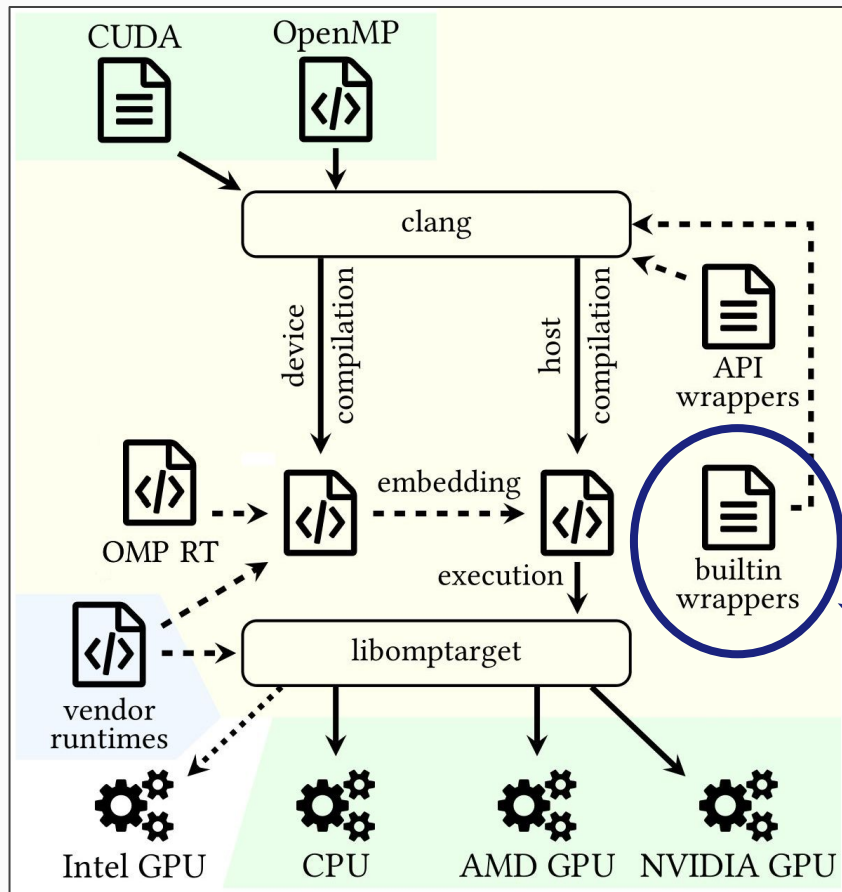 CUDA
OpenMP
</>
clang
device
compilation
host
compilation
API
wrappers
</>
OMP RT
</>
embedding
</>
builtin
wrappers
execution
</>
vendor
runtimes
libomptarget
Intel GPU
CPU
AMD GPU
NVIDIA GPU